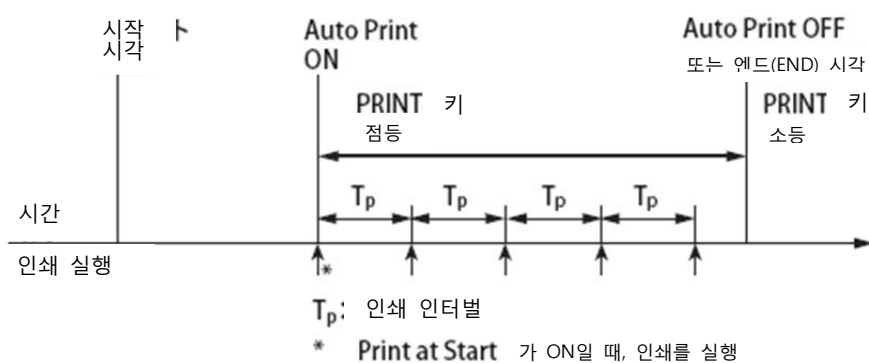 시작 ト
시각
Auto Print
ON
Auto Print OFF
또는 엔드(END) 시각
PRINT 키
점등
PRINT 키
소등
Tp Tp Tp Tp
시간
인쇄 실행
*
Tp: 인쇄 인터벌
* Print at Start 가 ON일 때, 인쇄를 실행